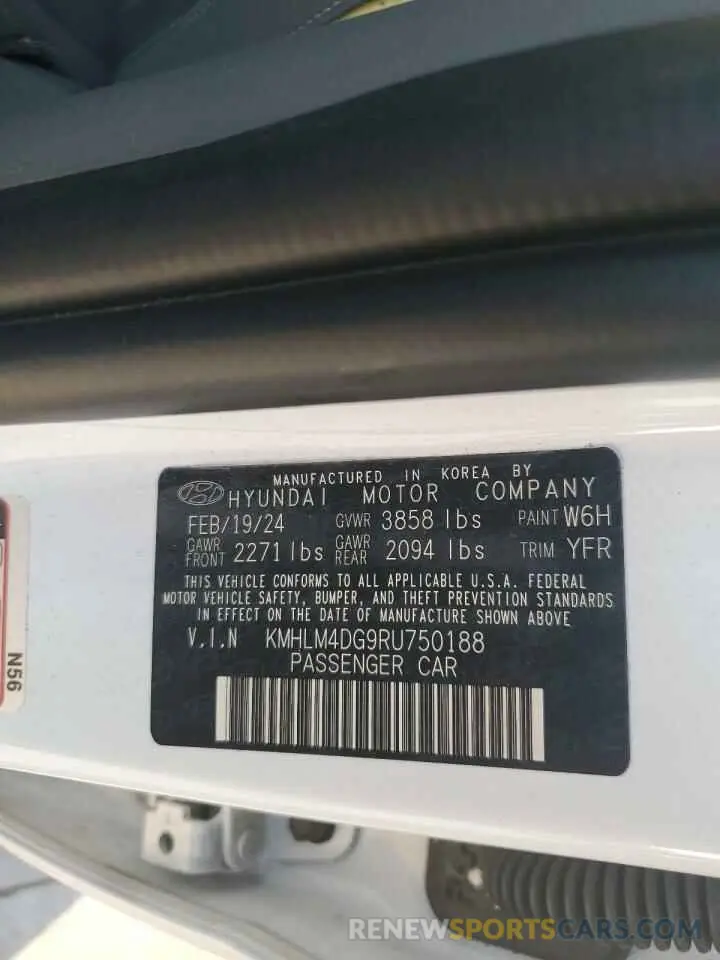 MANUFACTURED IN KOREA BY
HYUNDAI MOTOR COMPANY
FEB/19/24 GVWR 3858 lbs PAINT W6H
GAWR FRONT 2271 lbs GAWR REAR 2094 lbs TRIM YFR
THIS VEHICLE CONFORMS TO ALL APPLICABLE U.S.A. FEDERAL
MOTOR VEHICLE SAFETY, BUMPER, AND THEFT PREVENTION STANDARDS
IN EFFECT ON THE DATE OF MANUFACTURE SHOWN ABOVE
V.I.N KMHLM4DG9RU750188
PASSENGER CAR
N56
RENEWSPORTSCARS.COM